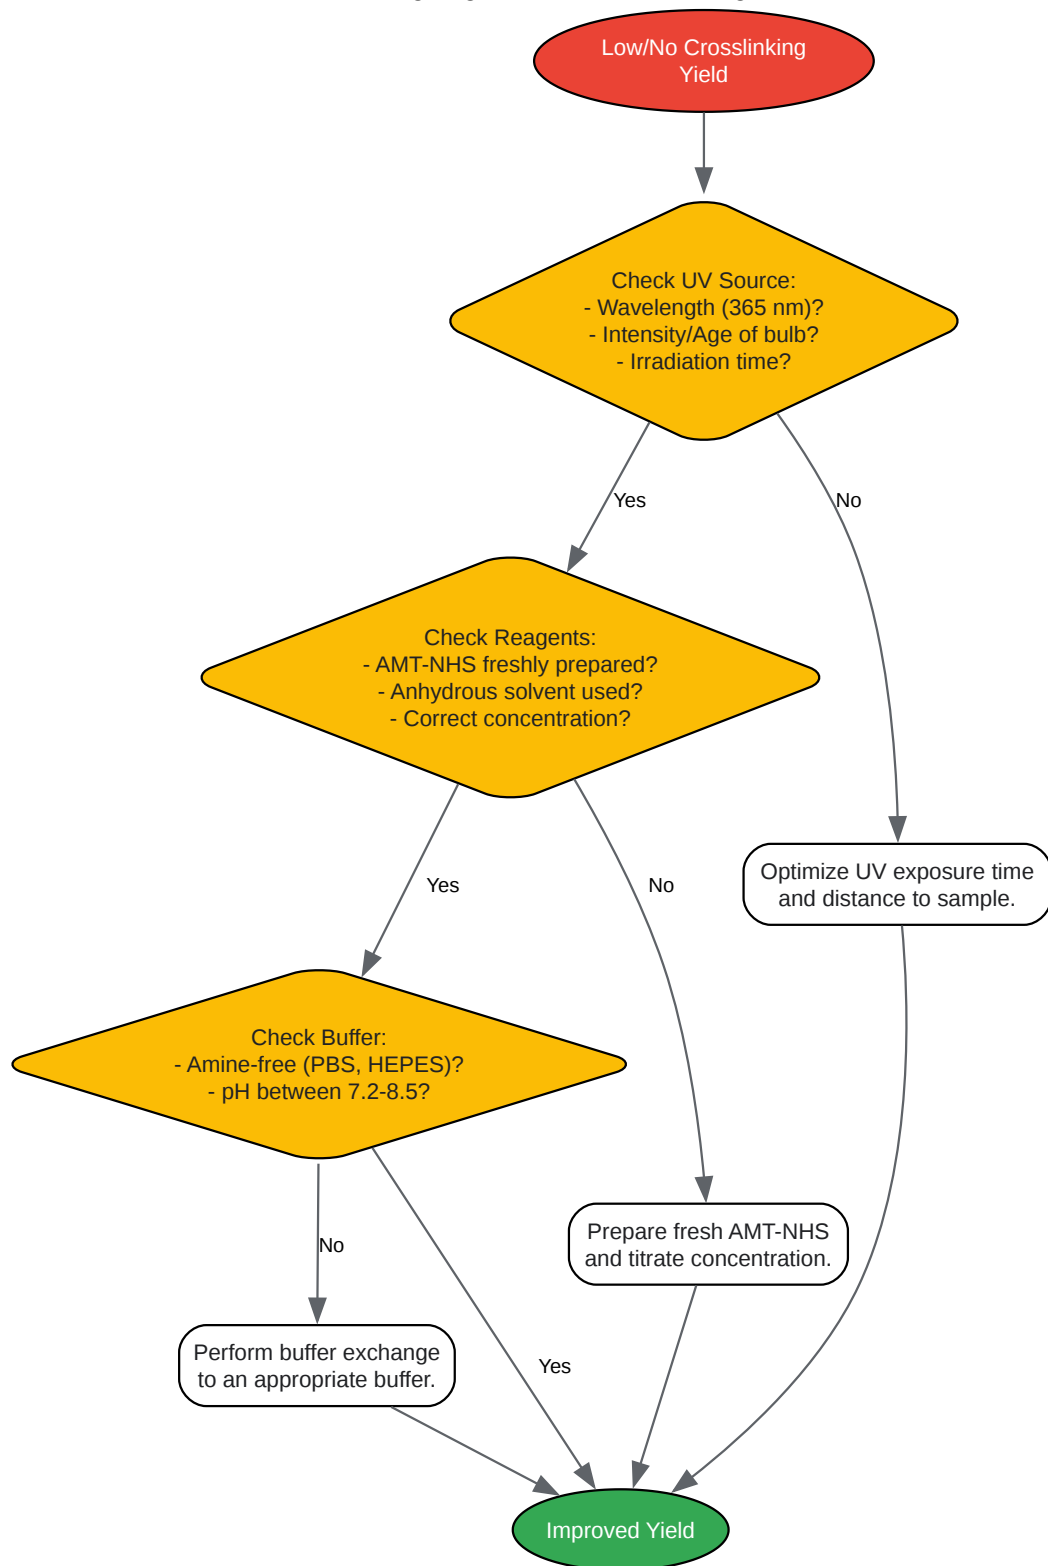 Low/No Crosslinking
Yield
Check UV Source:
- Wavelength (365 nm)?
- Intensity/Age of bulb?
- Irradiation time?
Yes
No
Check Reagents:
- AMT-NHS freshly prepared?
- Anhydrous solvent used?
- Correct concentration?
Optimize UV exposure time
and distance to sample.
Yes
No
Check Buffer:
- Amine-free (PBS, HEPES)?
- pH between 7.2-8.5?
Prepare fresh AMT-NHS
and titrate concentration.
No
Perform buffer exchange
to an appropriate buffer.
Yes
Improved Yield